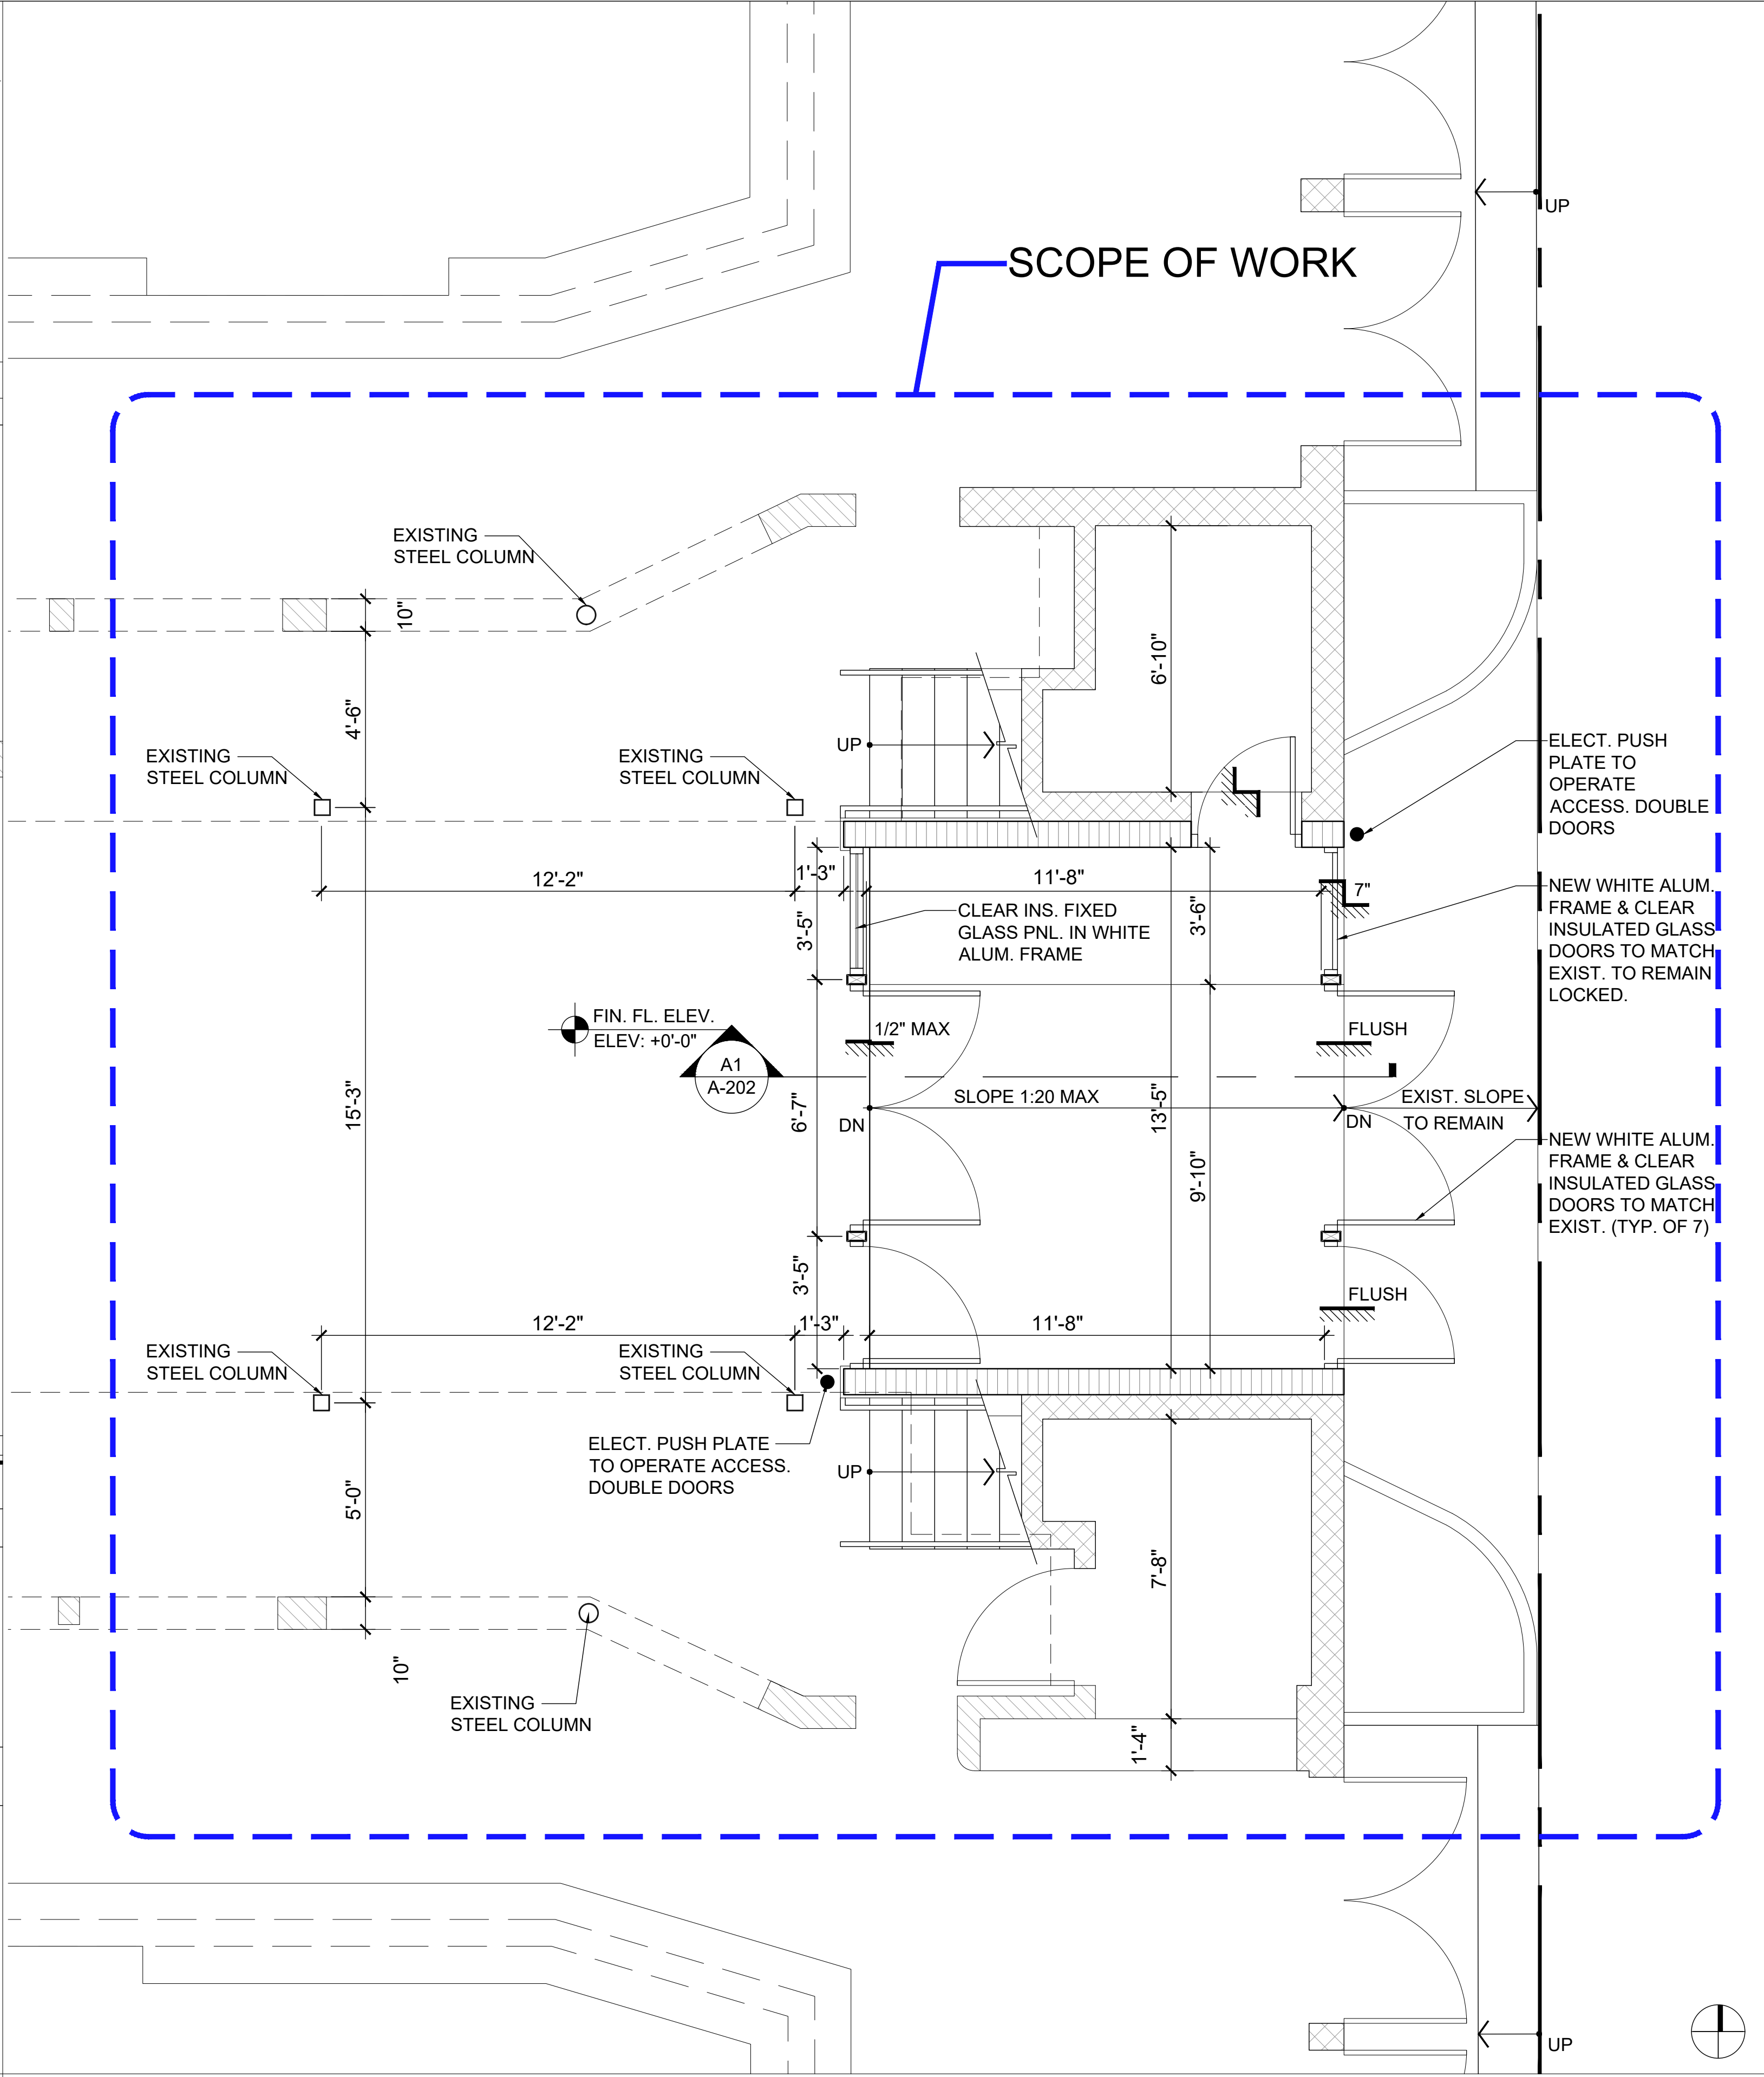 UP
SCOPE OF WORK
EXISTING
STEEL COLUMN
10"
4'-6"
6'-10"
EXISTING
STEEL COLUMN
EXISTING
STEEL COLUMN
UP
ELECT. PUSH
PLATE TO
OPERATE
ACCESS. DOUBLE
DOORS
12'-2"
1'-3"
11'-8"
7"
3'-5"
CLEAR INS. FIXED
GLASS PNL. IN WHITE
ALUM. FRAME
3'-6"
NEW WHITE ALUM.
FRAME & CLEAR
INSULATED GLASS
DOORS TO MATCH
EXIST. TO REMAIN
LOCKED.
FIN. FL. ELEV.
ELEV: +0'-0"
A1
A-202
1/2" MAX
FLUSH
15'-3"
6'-7"
SLOPE 1:20 MAX
13'-5"
EXIST. SLOPE
TO REMAIN
DN
DN
9'-10"
NEW WHITE ALUM.
FRAME & CLEAR
INSULATED GLASS
DOORS TO MATCH
EXIST. (TYP. OF 7)
3'-5"
FLUSH
12'-2"
1'-3"
11'-8"
EXISTING
STEEL COLUMN
EXISTING
STEEL COLUMN
ELECT. PUSH PLATE
TO OPERATE ACCESS.
DOUBLE DOORS
UP
5'-0"
7'-8"
10"
EXISTING
STEEL COLUMN
1'-4"
UP